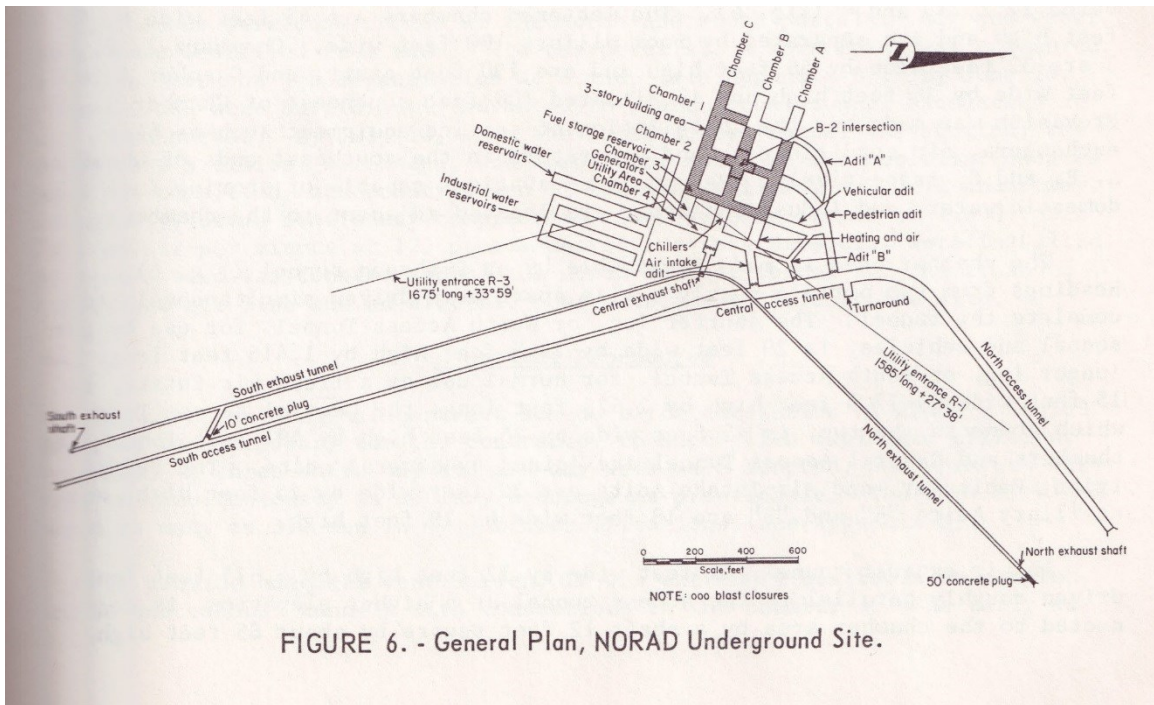 Chamber C
Chamber B
Chamber A
Chamber 1
3-story building area
Fuel storage reservoir
Chamber 2
Domestic water
reservoirs
Chamber 3
Generators
Utility Area
Chamber 4
Industrial water
reservoirs
Z
B-2 intersection
Adit "A"
Vehicular adit
Pedestrian adit
Heating and air
Adit "B"
Chillers
Air intake
adit
Utility entrance R-3
1675' long +33° 59'
Central exhaust shaft
Central access tunnel
Turnaround
South exhaust tunnel
South exhaust
shaft
10' concrete plug
South access tunnel
Utility entrance R-1
1585' long +27° 38'
North access tunnel
North exhaust tunnel
North exhaust shaft
50' concrete plug
0 200 400 600
Scale, feet
NOTE: ooo blast closures
FIGURE 6. - General Plan, NORAD Underground Site.